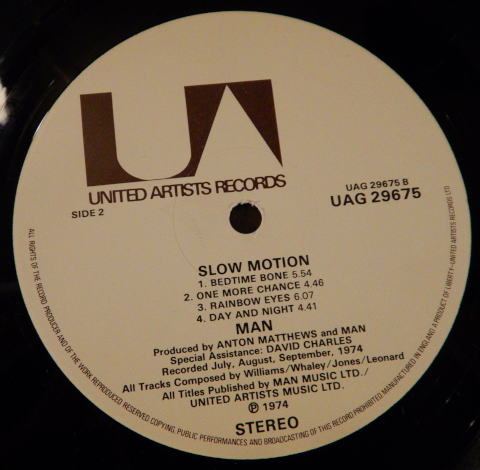 UA
UNITED ARTISTS RECORDS
SIDE 2
UAG 29675 B
UAG 29675
SLOW MOTION
1. BEDTIME BONE 5.54
2. ONE MORE CHANCE 4.46
3. RAINBOW EYES 6.07
4. DAY AND NIGHT 4.41
MAN
Produced by ANTON MATTHEWS and MAN
Special Assistance: DAVID CHARLES
Recorded July, August, September, 1974
All Tracks Composed by Williams/Whaley/Jones/Leonard
All Titles Published by MAN MUSIC LTD./
UNITED ARTISTS MUSIC LTD.
℗ 1974
STEREO
ALL RIGHTS OF THE RECORD PRODUCER AND OF THE WORK REPRODUCED RESERVED COPYING, PUBLIC PERFORMANCES AND BROADCASTING OF THIS RECORD PROHIBITED. MANUFACTURED IN ENGLAND A PRODUCT OF LIBERTY–UNITED ARTISTS RECORDS LTD